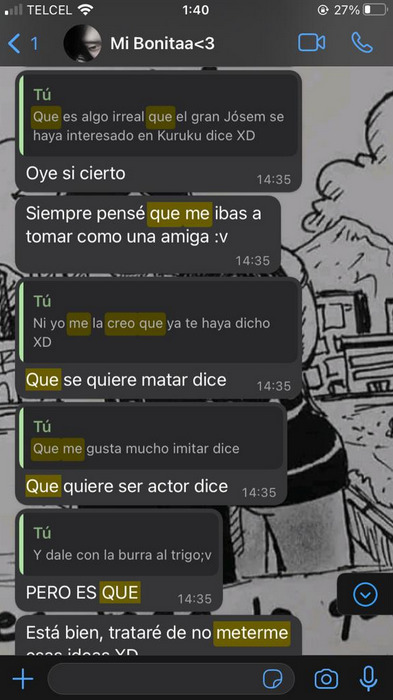 TELCEL 1:40 27%
1 Mi Bonitaa<3
Tú
Que es algo irreal que el gran Jósem se
haya interesado en Kuruku dice XD
Oye si cierto
14:35
Siempre pensé que me ibas a
tomar como una amiga :v
14:35
Tú
Ni yo me la creo que ya te haya dicho
XD
Que se quiere matar dice 14:35
Tú
Que me gusta mucho imitar dice
Que quiere ser actor dice 14:35
Tú
Y dale con la burra al trigo;v
PERO ES QUE 14:35
Está bien, trataré de no meterme
esas ideas XD